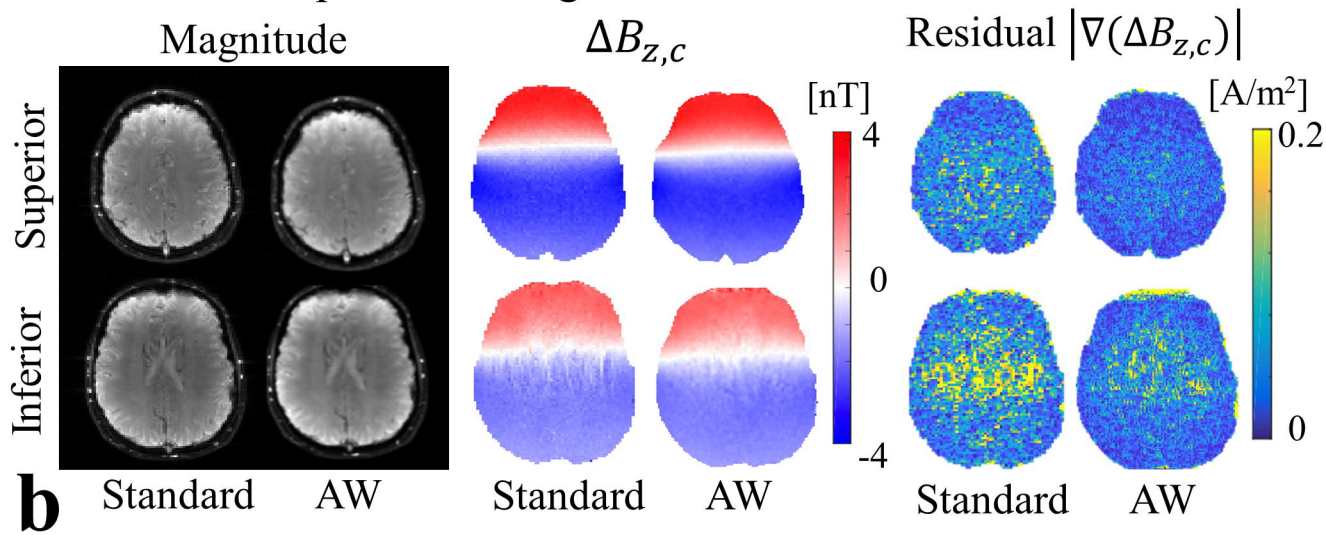 Magnitude
ΔB_{z,c}
Residual |∇(ΔB_{z,c})|
[nT]
[A/m²]
4
0
-4
0.2
0
Superior
Inferior
b
Standard AW
Standard AW
Standard AW